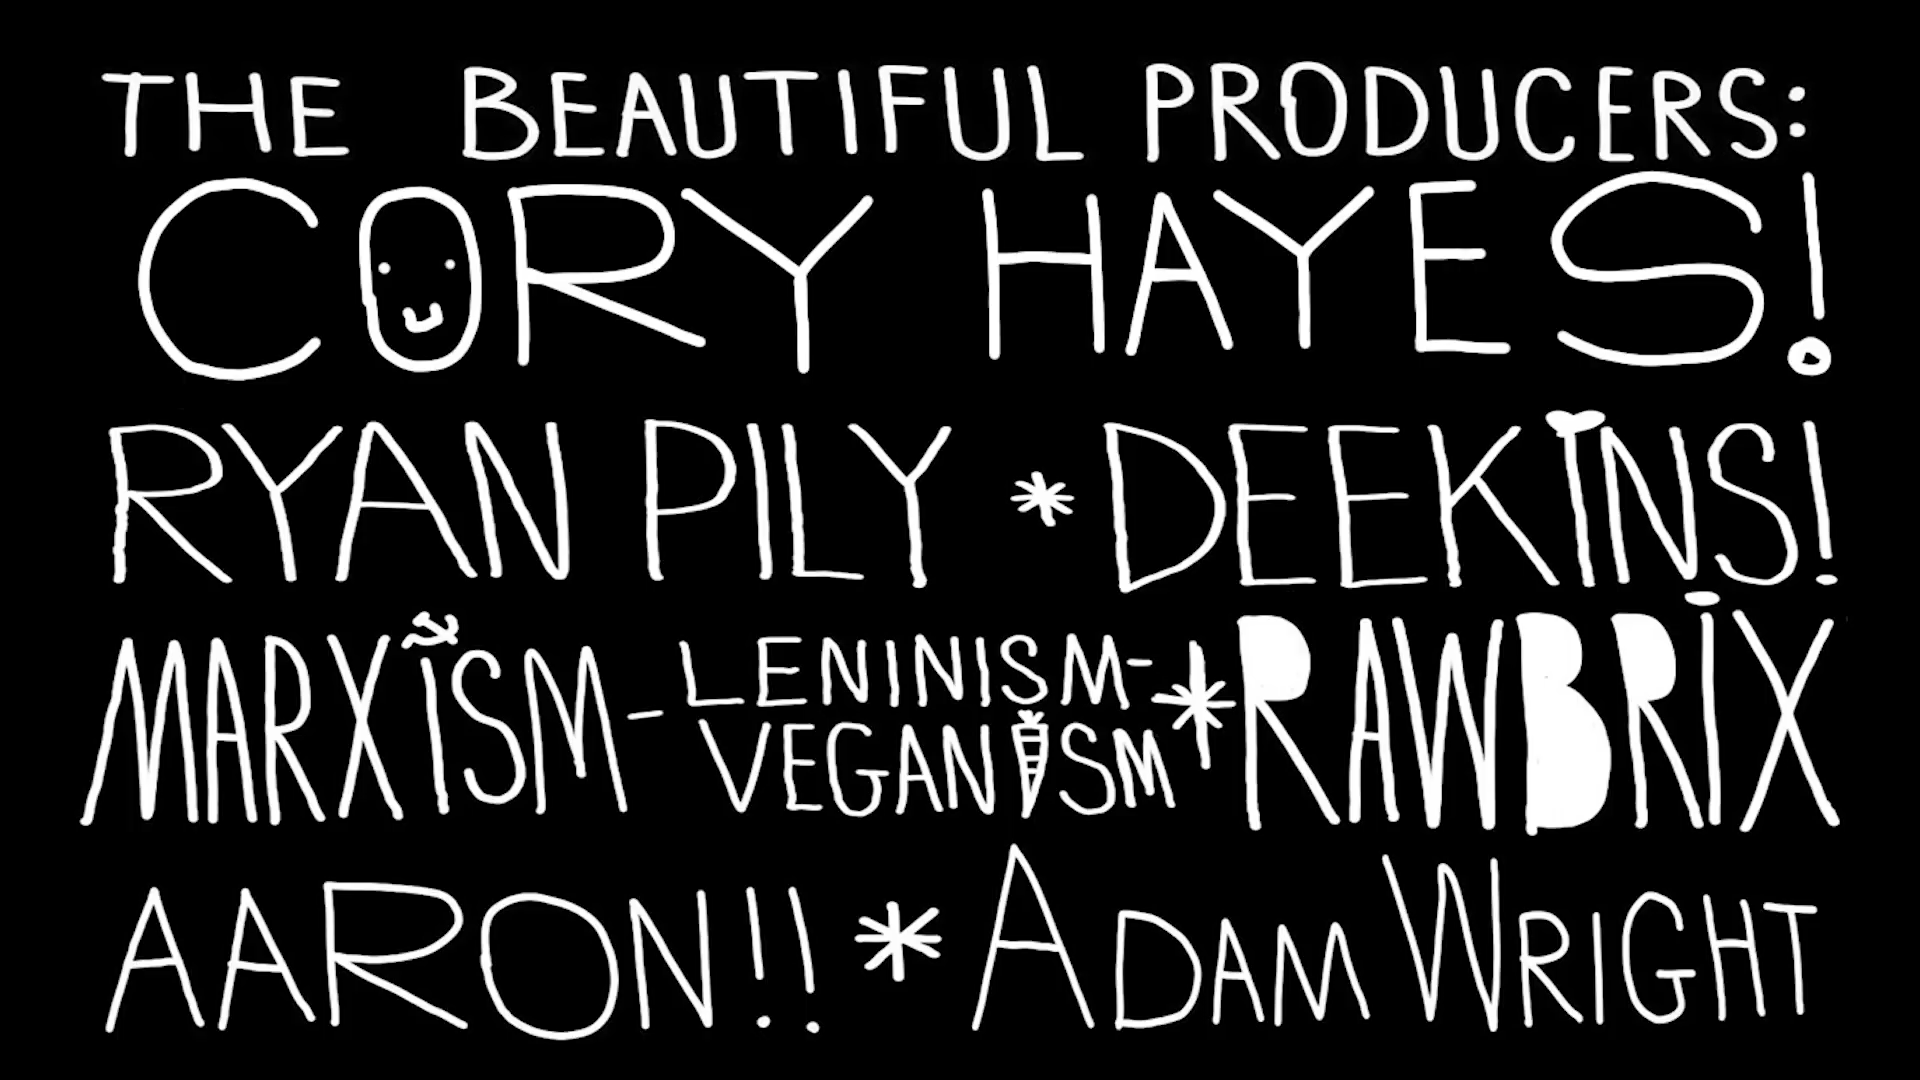 THE BEAUTIFUL PRODUCERS:
CORY HAYES!
RYAN PILY * DEEKINS!
MARXISM-LENINISM-VEGANISM * RAWBRIX
AARON!! * ADAM WRIGHT